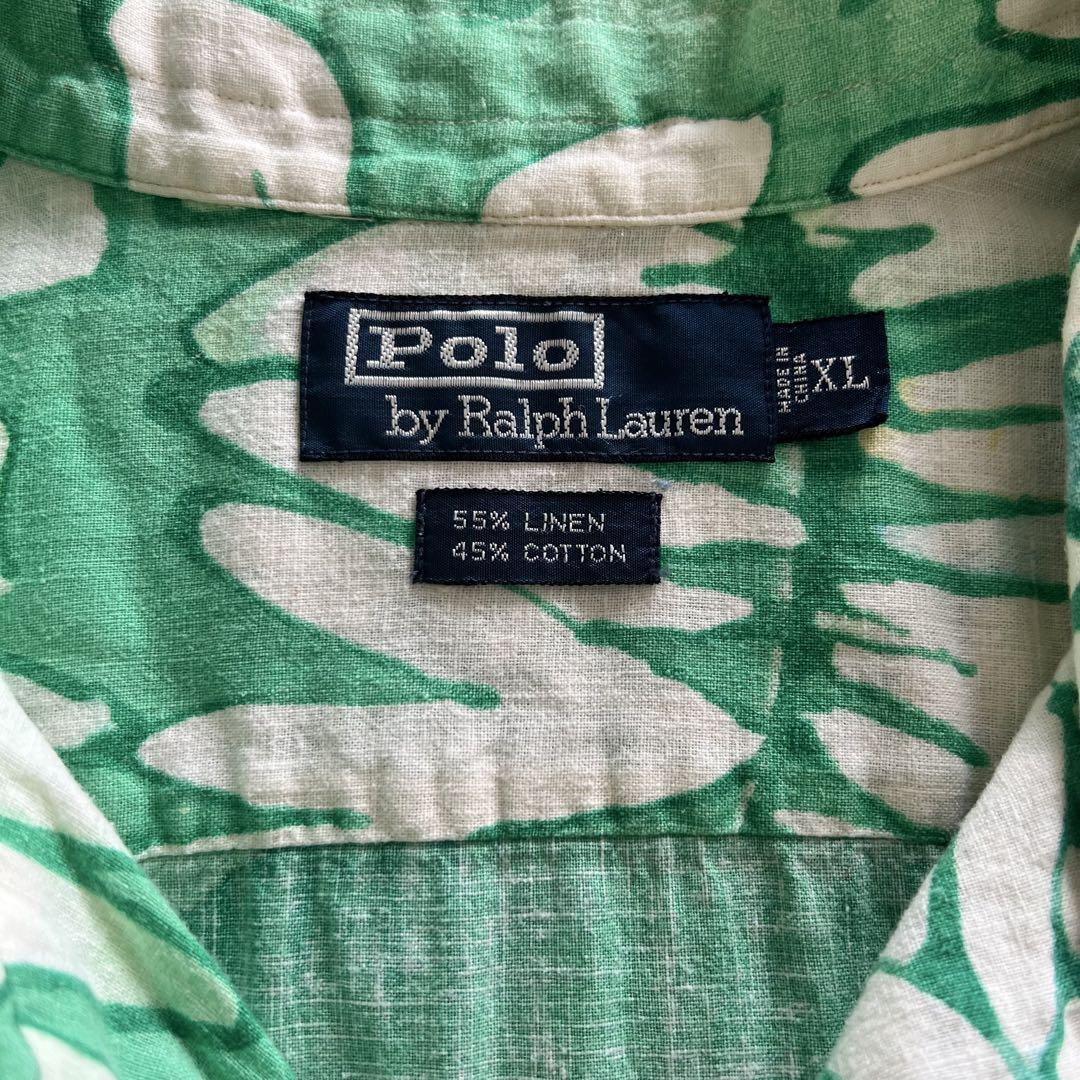 Polo
by Ralph Lauren
MADE IN
CHINA
XL
55% LINEN
45% COTTON